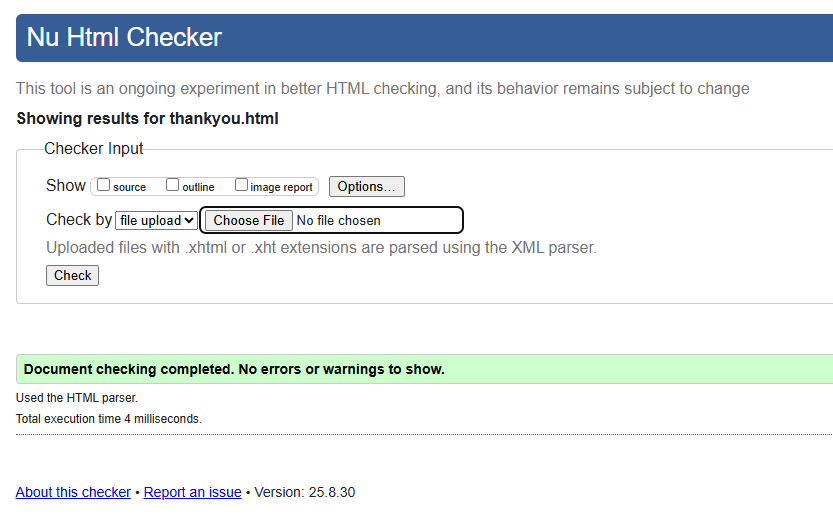 Nu Html Checker
This tool is an ongoing experiment in better HTML checking, and its behavior remains subject to change
Showing results for thankyou.html
Checker Input
Show source outline image report Options...
Check by file upload Choose File No file chosen
Uploaded files with .xhtml or .xht extensions are parsed using the XML parser.
Check
Document checking completed. No errors or warnings to show.
Used the HTML parser.
Total execution time 4 milliseconds.
About this checker • Report an issue • Version: 25.8.30